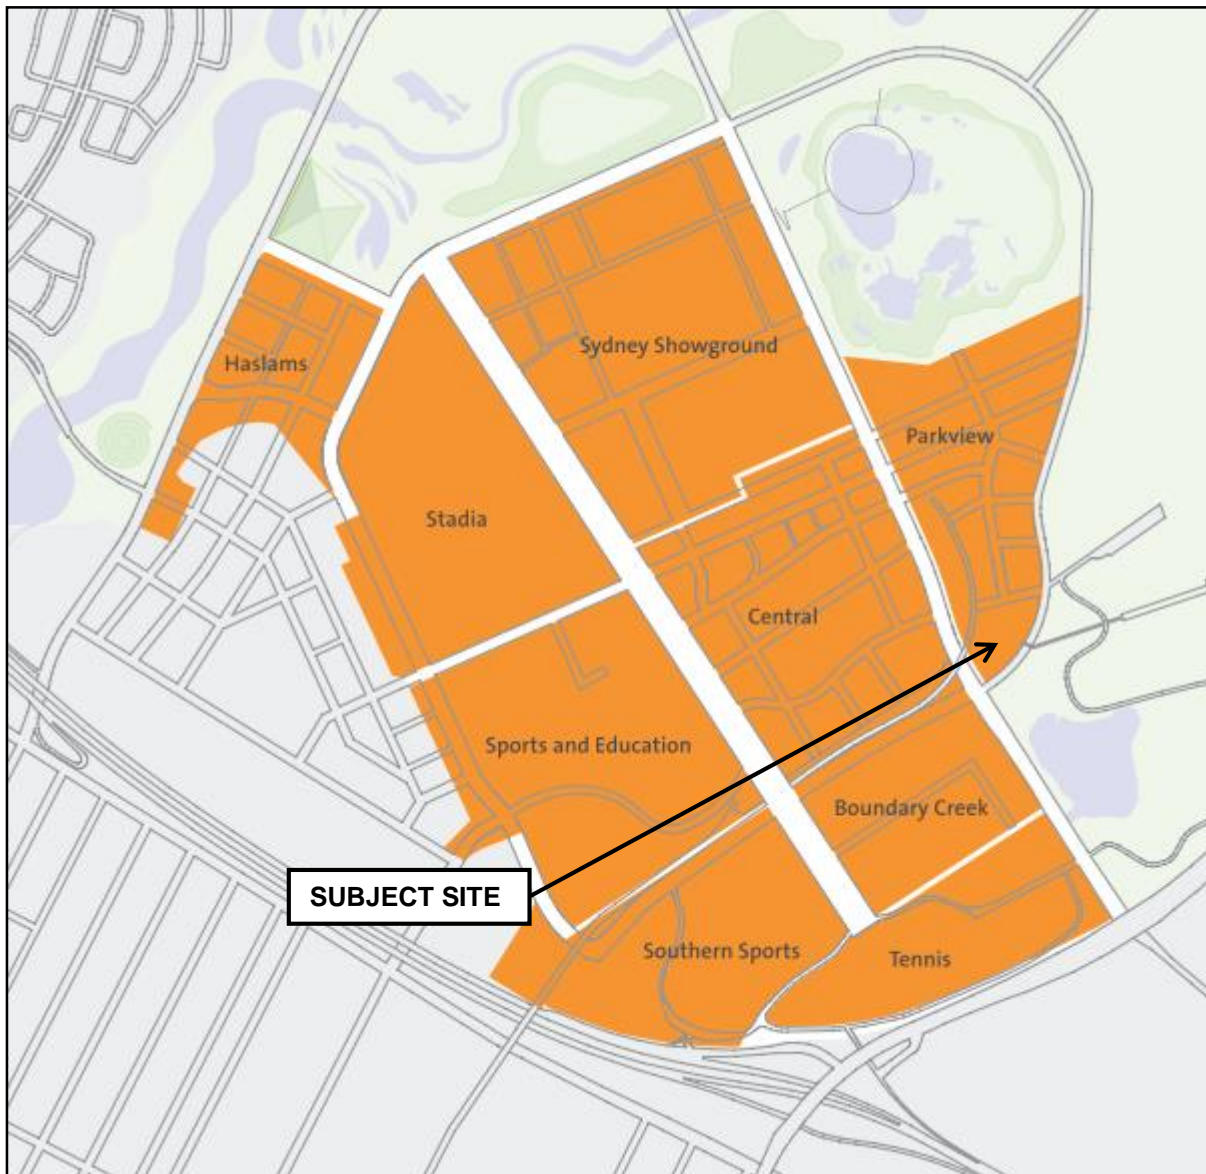 Sydney Showground
Haslams
Parkview
Stadia
Central
Sports and Education
Boundary Creek
SUBJECT SITE
Southern Sports
Tennis